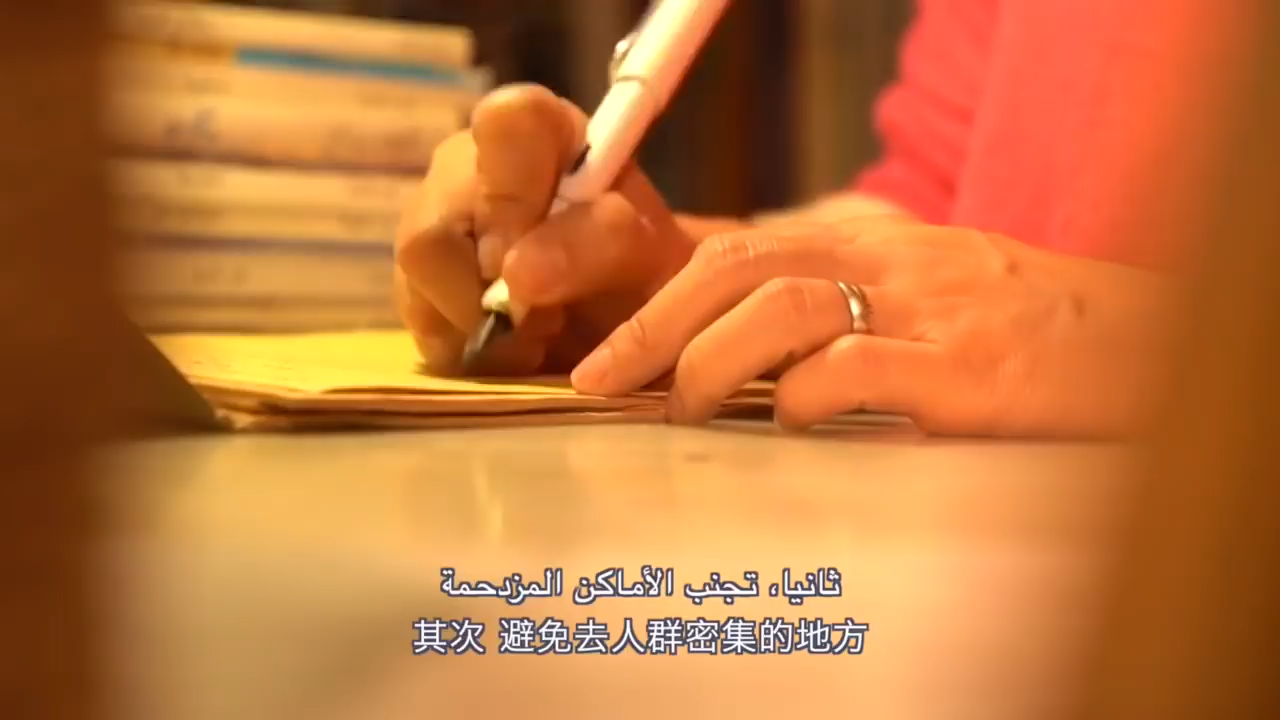 ثانيا، تجنب الأماكن المزدحمة
其次 避免去人群密集的地方